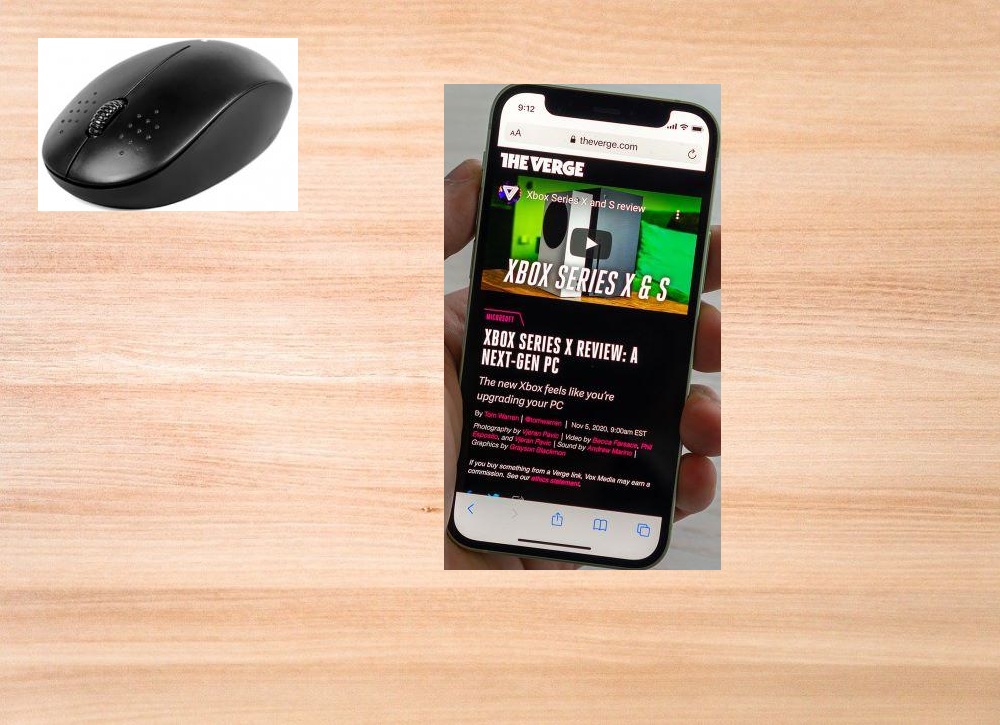 9:12
AA theverge.com
THE VERGE
Xbox Series X and S review
XBOX SERIES X & S
MICROSOFT
XBOX SERIES X REVIEW: A
NEXT-GEN PC
The new Xbox feels like you're
upgrading your PC
By Tom Warren | @tomwarren | Nov 5, 2020, 9:00am EST
Photography by Vjeran Pavic | Video by Becca Farsace, Phil
Esposito, and Vjeran Pavic | Sound by Andrew Marino |
Graphics by Grayson Blackmon
If you buy something from a Verge link, Vox Media may earn a
commission. See our ethics statement.